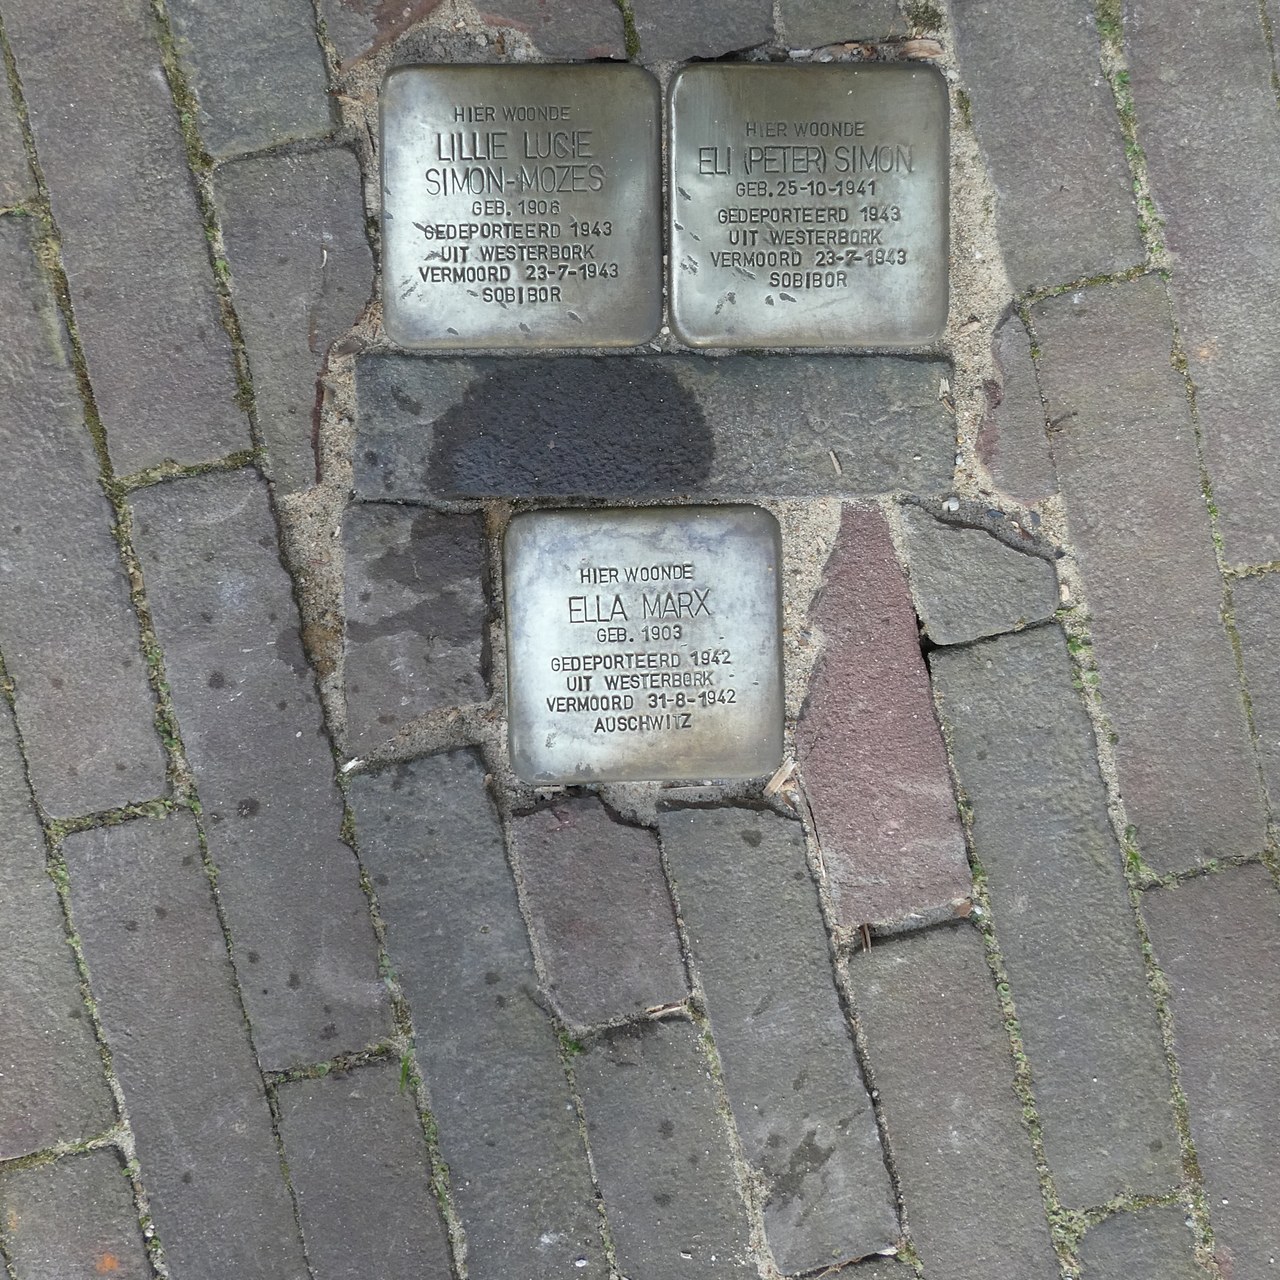 HIER WOONDE
LILLIE LUCIE
SIMON-MOZES
GEB. 1906
GEDEPORTEERD 1943
UIT WESTERBORK
VERMOORD 23-7-1943
SOBIBOR
HIER WOONDE
ELI (PETER) SIMON
GEB. 25-10-1941
GEDEPORTEERD 1943
UIT WESTERBORK
VERMOORD 23-7-1943
SOBIBOR
HIER WOONDE
ELLA MARX
GEB. 1903
GEDEPORTEERD 1942
UIT WESTERBORK
VERMOORD 31-8-1942
AUSCHWITZ